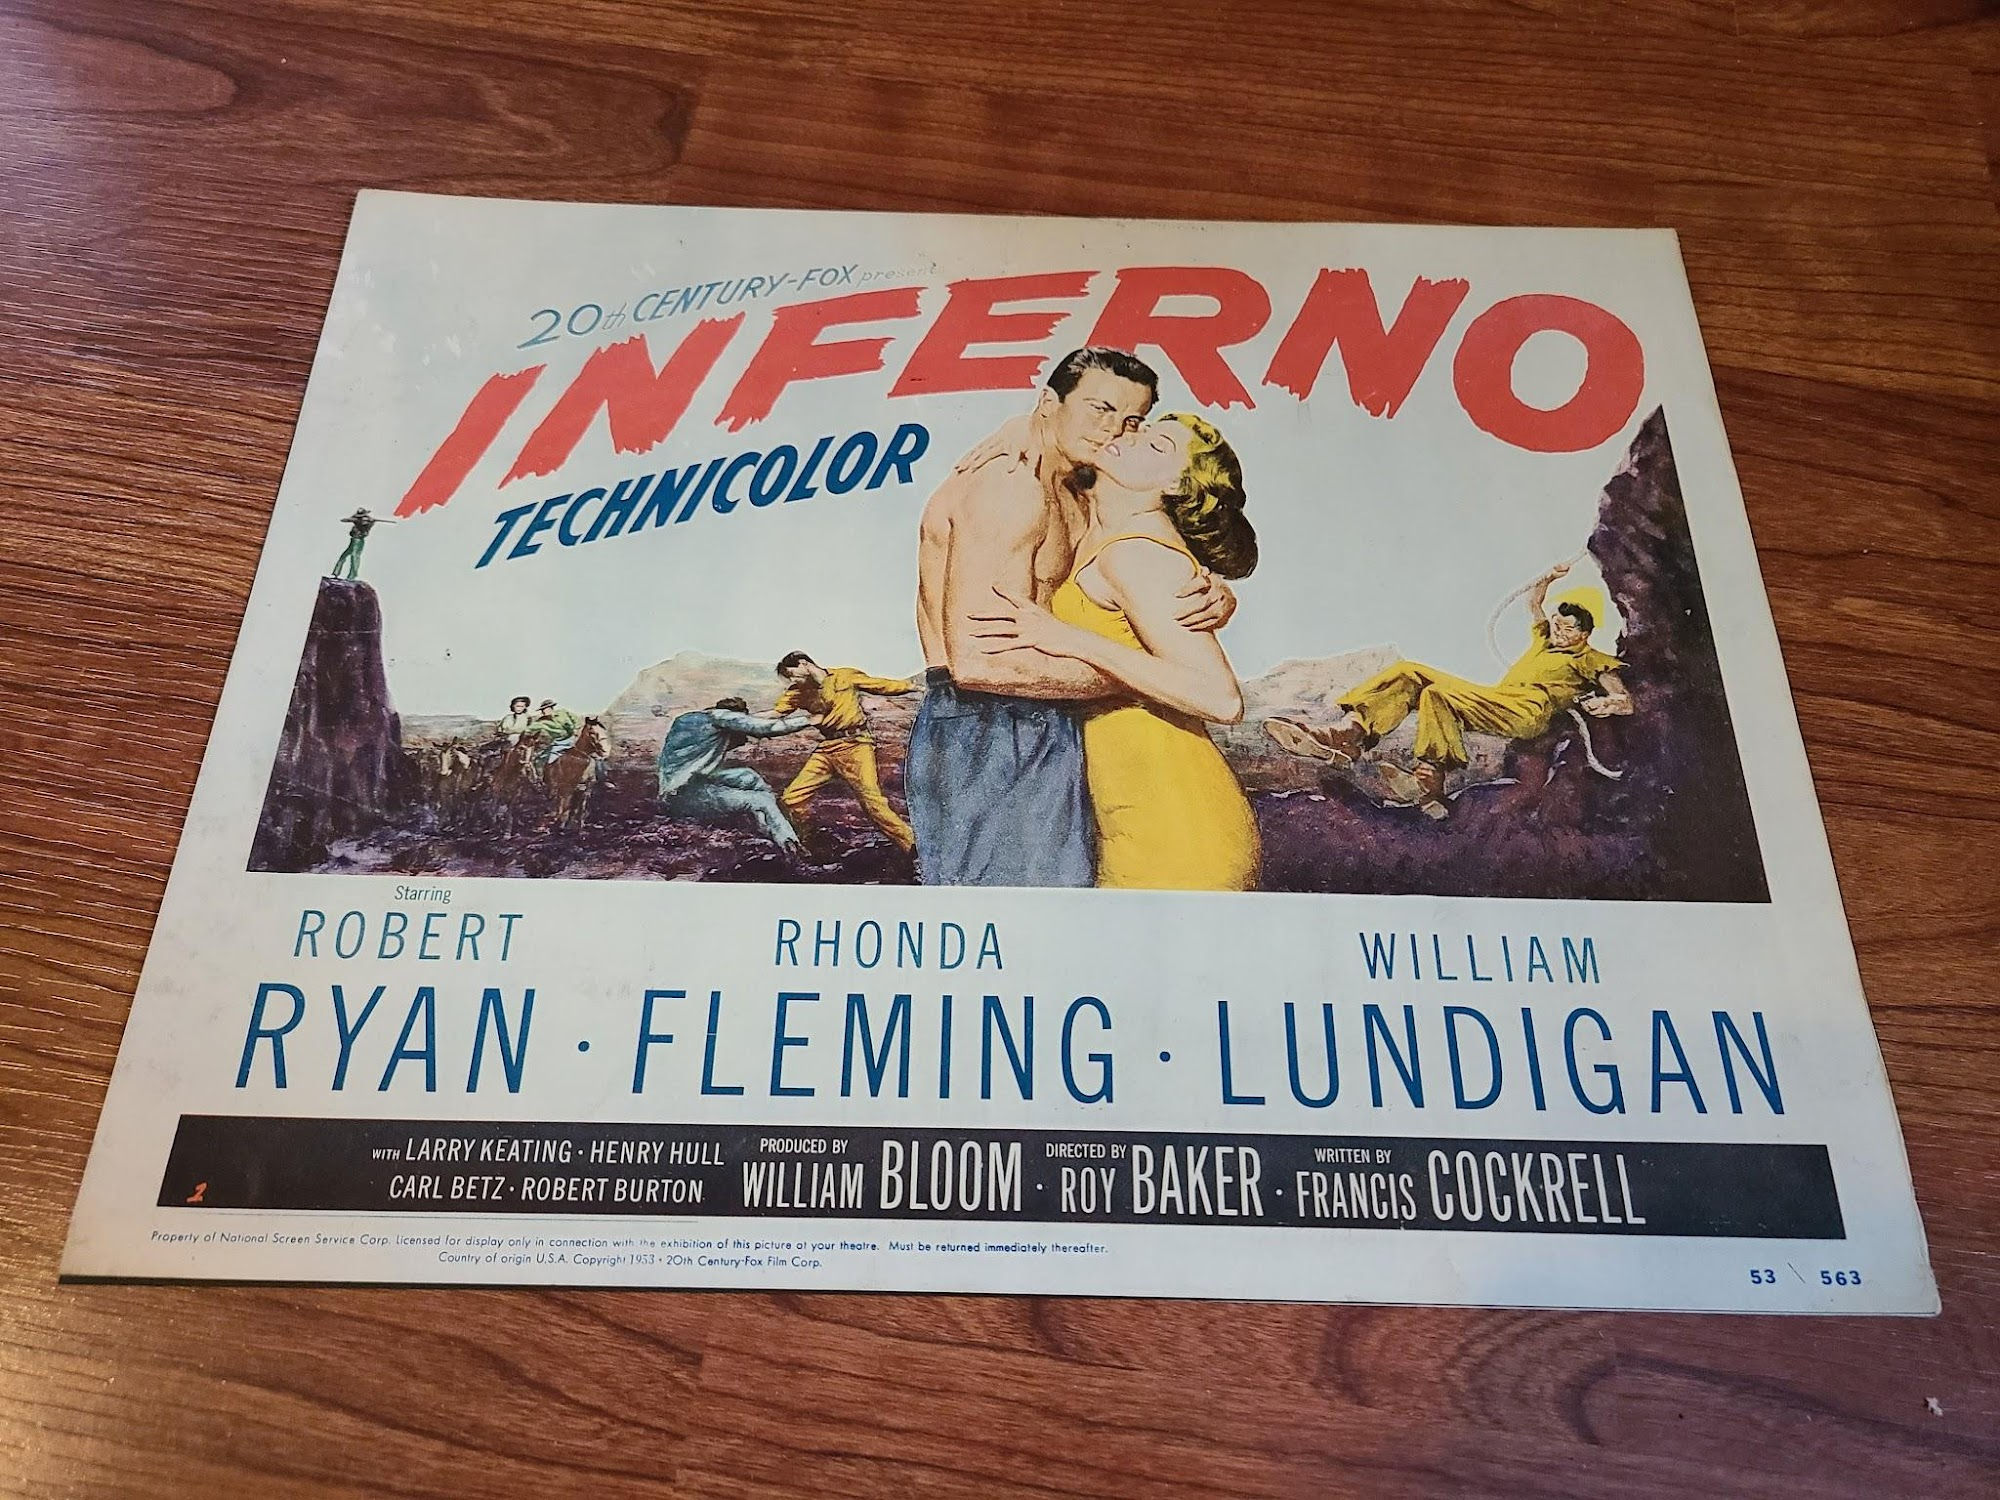 20th CENTURY-FOX presents
INFERNO
TECHNICOLOR
Starring
ROBERT RYAN · RHONDA FLEMING · WILLIAM LUNDIGAN
WITH LARRY KEATING · HENRY HULL
CARL BETZ · ROBERT BURTON
PRODUCED BY WILLIAM BLOOM · DIRECTED BY ROY BAKER · WRITTEN BY FRANCIS COCKRELL
1
Property of National Screen Service Corp. Licensed for display only in connection with the exhibition of this picture at your theatre. Must be returned immediately thereafter.
Country of origin U.S.A. Copyright 1953 · 20th Century-Fox Film Corp.
53 \ 563